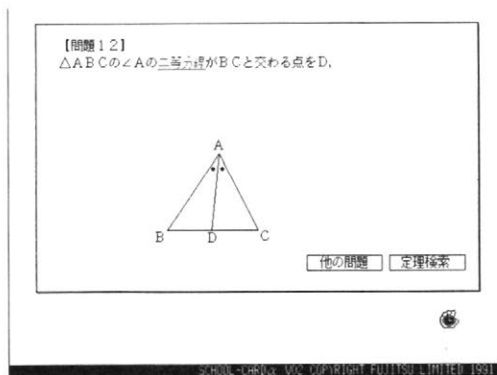 【問題12】
△ABCの∠Aの二等分線がBCと交わる点をD,
A
B
D
C
他の問題
定理検索
SCHOOL-CARDα V02 COPYRIGHT FUJITSU LIMITED 1991